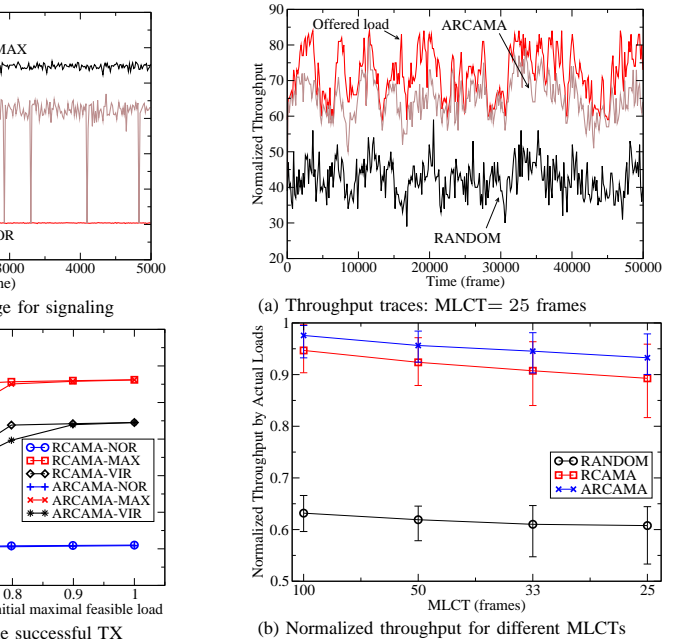 MAX
NOR
3000 4000 5000
ne)
ge for signaling
0.8 0.9 1
nitial maximal feasible load
RCAMA-NOR
RCAMA-MAX
RCAMA-VIR
ARCAMA-NOR
ARCAMA-MAX
ARCAMA-VIR
e successful TX
90
80
70
60
50
40
30
20
Normalized Throughput
Offered load
ARCAMA
RANDOM
0 10000 20000 30000 40000 50000
Time (frame)
(a) Throughput traces: MLCT= 25 frames
1
0.9
0.8
0.7
0.6
0.5
Normalized Throughput by Actual Loads
RANDOM
RCAMA
ARCAMA
100 50 33 25
MLCT (frames)
(b) Normalized throughput for different MLCTs